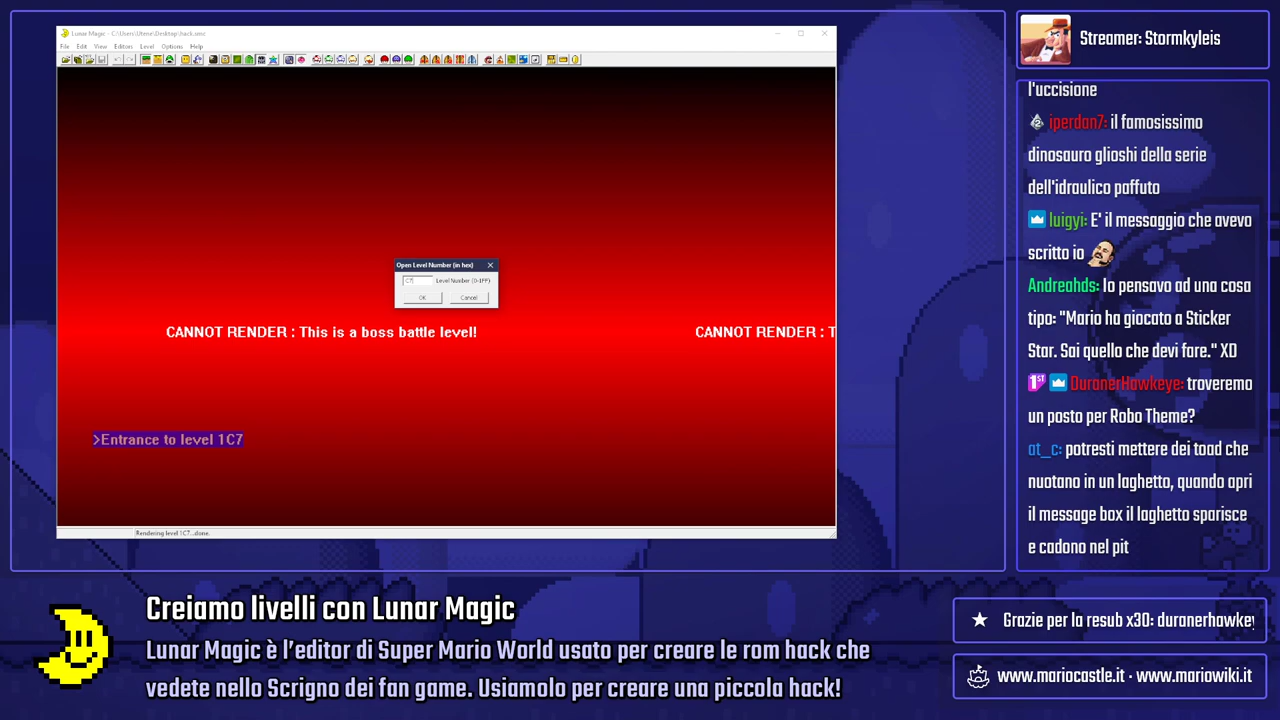 Lunar Magic - C:\Users\Utente\Desktop\hack.smc
File Edit View Editors Level Options Help
Open Level Number (in hex)
C7
Level Number (0-1FF)
OK Cancel
CANNOT RENDER : This is a boss battle level!
CANNOT RENDER : T
>Entrance to level 1C7
Rendering level 1C7...done.
Streamer: Stormkyleis
l'uccisione
iperdan7: il famosissimo
dinosauro glioshi della serie
dell'idraulico paffuto
luigyi: E' il messaggio che avevo
scritto io
Andreahds: Io pensavo ad una cosa
tipo: "Mario ha giocato a Sticker
Star. Sai quello che devi fare." XD
1ST DuranerHawkeye: troveremo
un posto per Robo Theme?
at_c: potresti mettere dei toad che
nuotano in un laghetto, quando apri
il message box il laghetto sparisce
e cadono nel pit
Creiamo livelli con Lunar Magic
Lunar Magic è l'editor di Super Mario World usato per creare le rom hack che
vedete nello Scrigno dei fan game. Usiamolo per creare una piccola hack!
Grazie per la resub x30: duranerhawkey
www.mariocastle.it · www.mariowiki.it